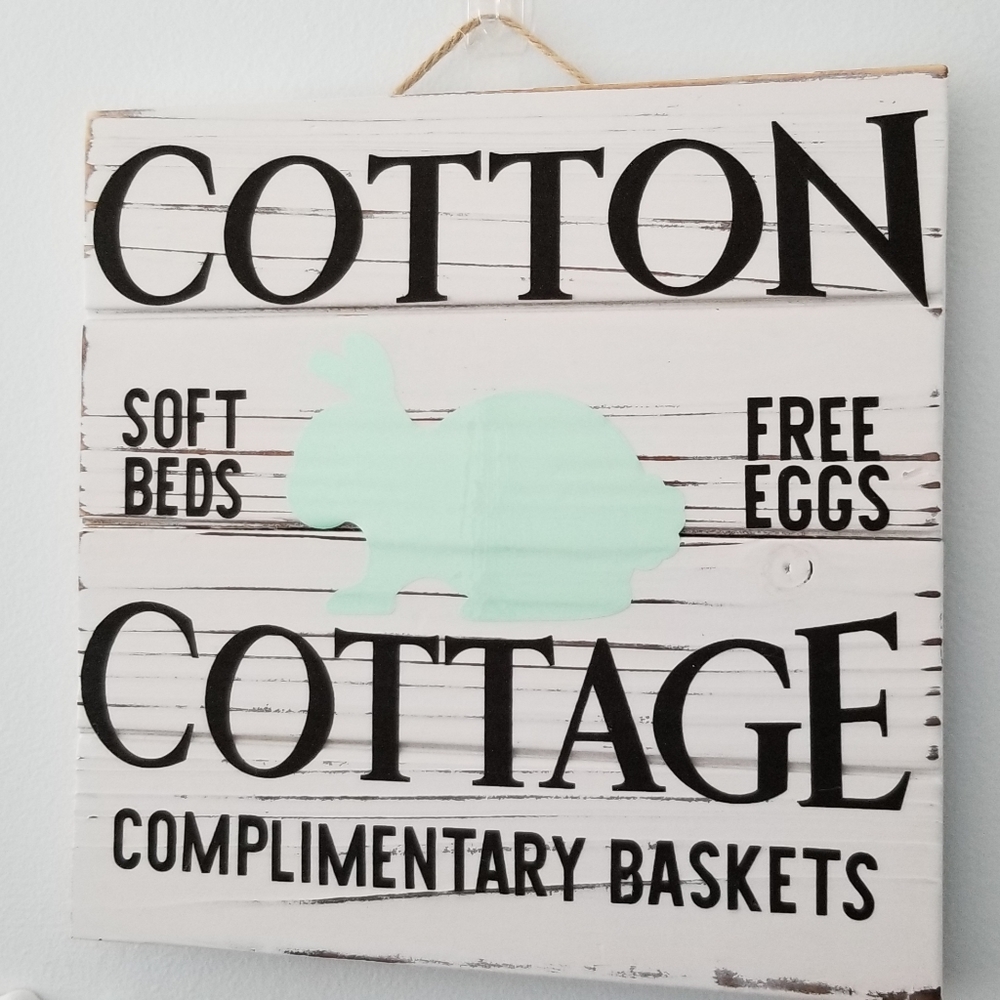 COTTON
SOFT
BEDS
FREE
EGGS
COTTAGE
COMPLIMENTARY BASKETS